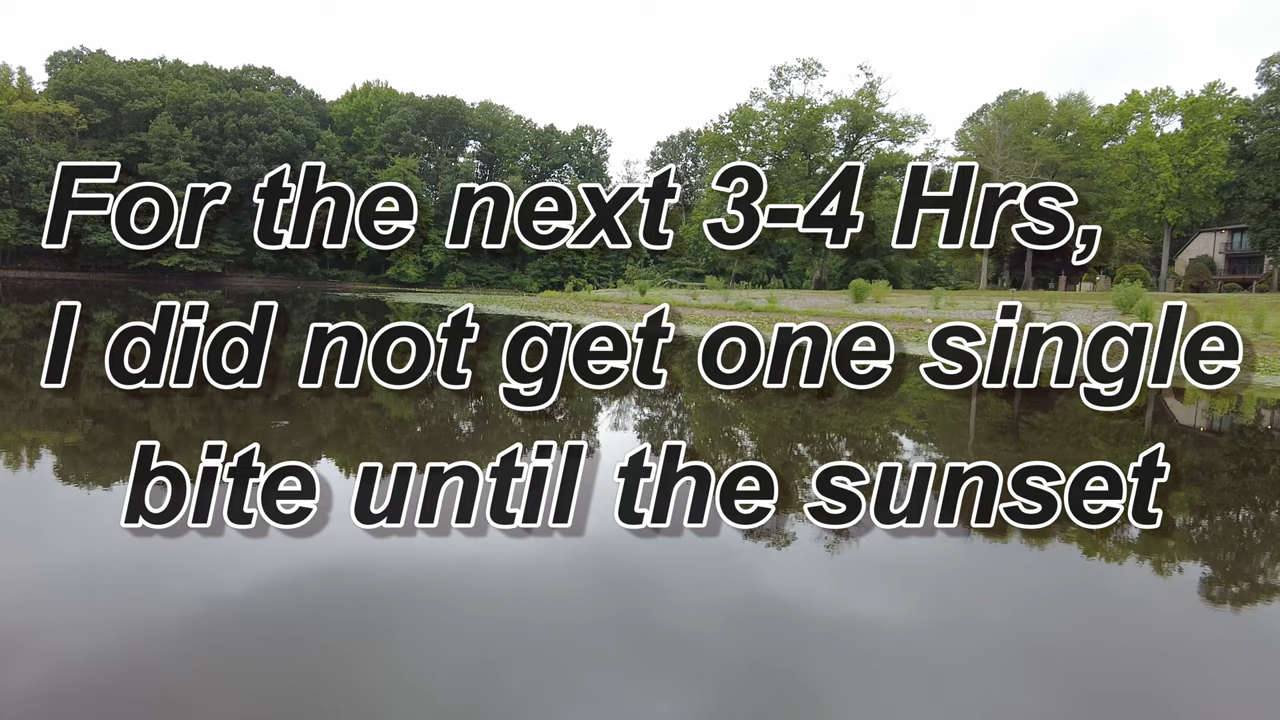 For the next 3-4 Hrs,
I did not get one single
bite until the sunset